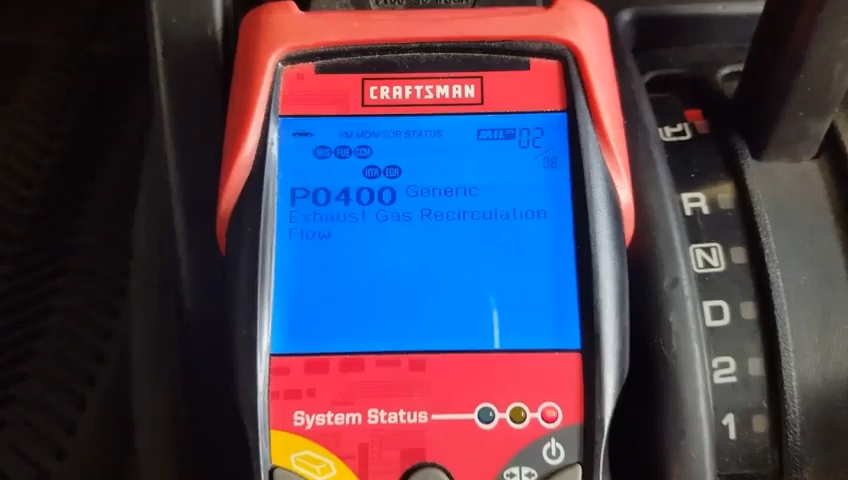 CRAFTSMAN
I/M MONITOR STATUS
MIL 02
MIS FUE COM
08
HTR EGR
P0400 Generic
Exhaust Gas Recirculation
Flow
System Status
P
R
N
D
2
1